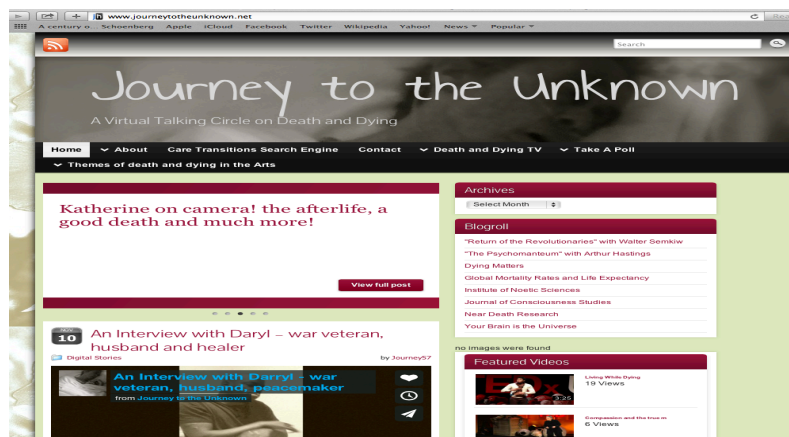 www.journeytotheunknown.net
A century o... Schoenberg Apple iCloud Facebook Twitter Wikipedia Yahoo! News Popular
Search
Journey to the Unknown
A Virtual Talking Circle on Death and Dying
Home About Care Transitions Search Engine Contact Death and Dying TV Take A Poll
Themes of death and dying in the Arts
Katherine on camera! the afterlife, a
good death and much more!
View full post
NOV
10
An Interview with Daryl – war veteran,
husband and healer
Digital Stories
by Journey57
An Interview with Darryl - war
veteran, husband, peacemaker
from Journey to the Unknown
Archives
Select Month
Blogroll
"Return of the Revolutionaries" with Walter Semkiw
"The Psychomanteum" with Arthur Hastings
Dying Matters
Global Mortality Rates and Life Expectancy
Institute of Noetic Sciences
Journal of Consciousness Studies
Near Death Research
Your Brain is the Universe
no images were found
Featured Videos
3:25
Living While Dying
19 Views
Compassion and the true m
6 Views